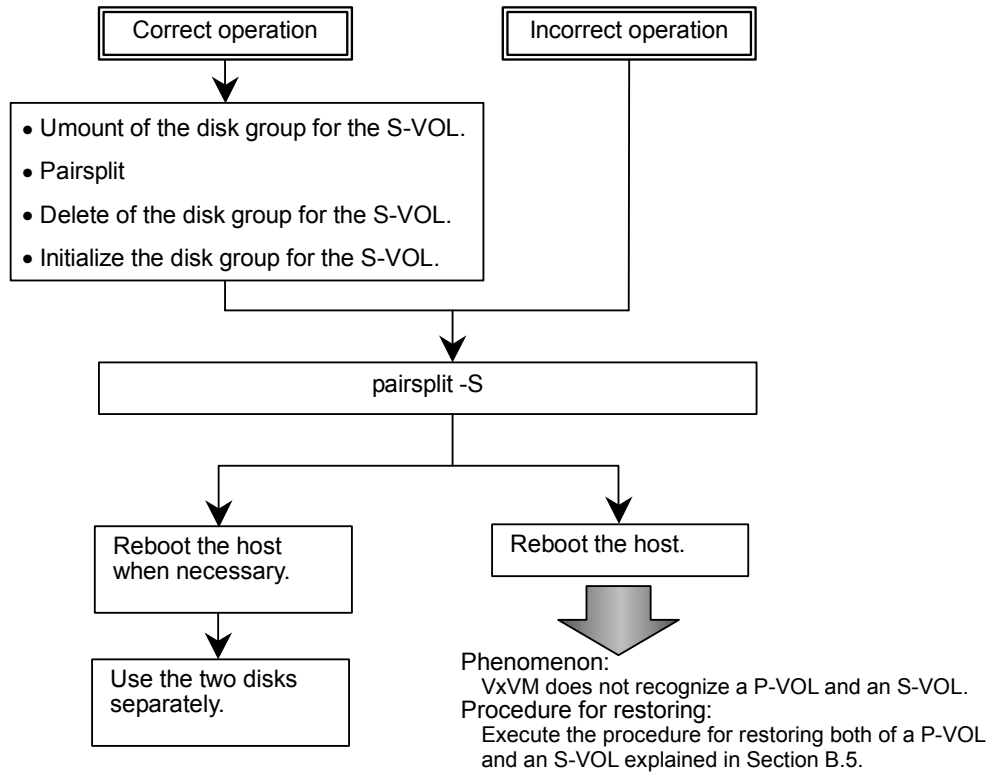 Correct operation
Incorrect operation
• Umount of the disk group for the S-VOL.
• Pairsplit
• Delete of the disk group for the S-VOL.
• Initialize the disk group for the S-VOL.
pairsplit -S
Reboot the host
when necessary.
Reboot the host.
Use the two disks
separately.
Phenomenon:
VxVM does not recognize a P-VOL and an S-VOL.
Procedure for restoring:
Execute the procedure for restoring both of a P-VOL
and an S-VOL explained in Section B.5.